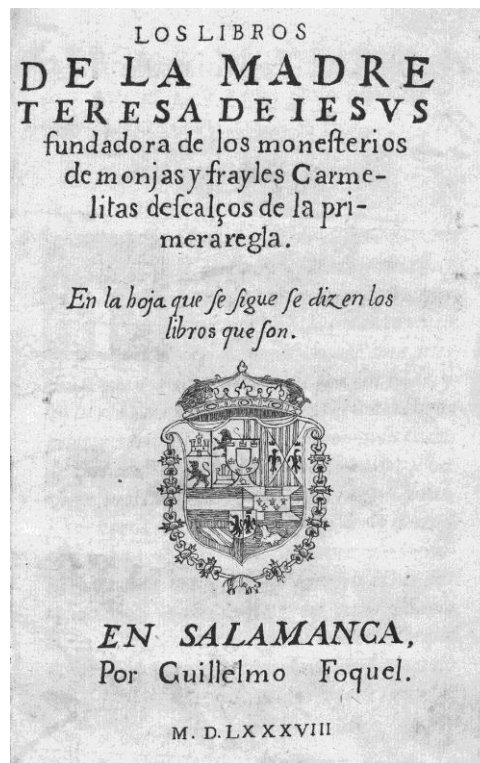 LOS LIBROS
DE LA MADRE
TERESA DE IESVS
fundadora de los moneſterios
de monjas y frayles Carme-
litas deſcalços de la pri-
mera regla.
En la hoja que ſe ſigue ſe dizen los
libros que ſon.
EN SALAMANCA,
Por Guillelmo Foquel.
M. D. LXXXVIII